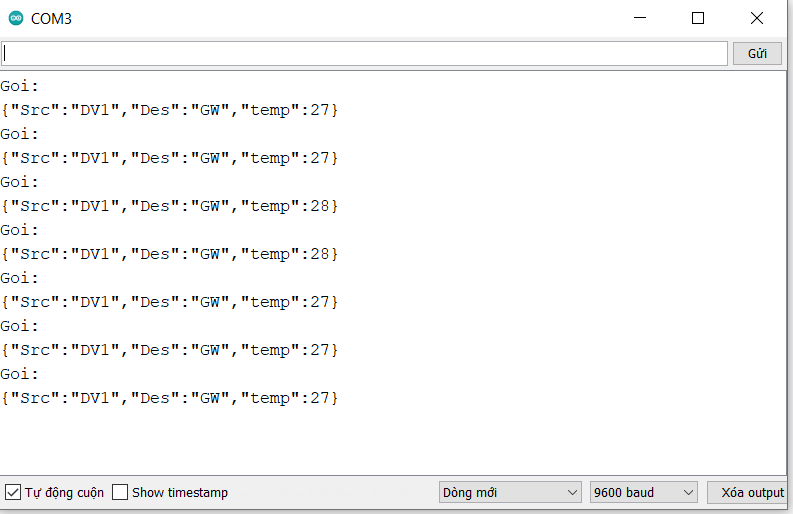 COM3
Gửi
Goi:
{"Src":"DV1","Des":"GW","temp":27}
Goi:
{"Src":"DV1","Des":"GW","temp":27}
Goi:
{"Src":"DV1","Des":"GW","temp":28}
Goi:
{"Src":"DV1","Des":"GW","temp":28}
Goi:
{"Src":"DV1","Des":"GW","temp":27}
Goi:
{"Src":"DV1","Des":"GW","temp":27}
Goi:
{"Src":"DV1","Des":"GW","temp":27}
Tự động cuộn Show timestamp Dòng mới 9600 baud Xóa output